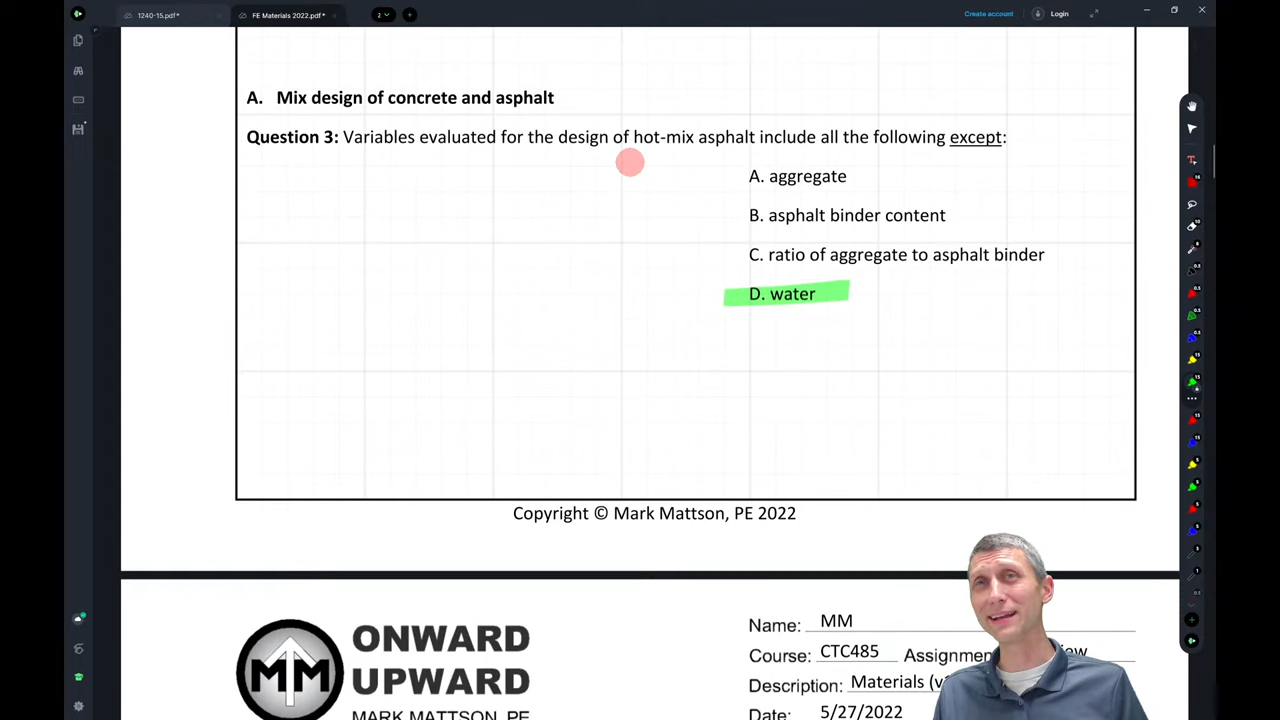 1240-15.pdf*
FE Materials 2022.pdf*
2
Create account
Login
A. Mix design of concrete and asphalt
Question 3: Variables evaluated for the design of hot-mix asphalt include all the following except:
A. aggregate
B. asphalt binder content
C. ratio of aggregate to asphalt binder
D. water
Copyright © Mark Mattson, PE 2022
MM
ONWARD
UPWARD
MARK MATTSON, PE
Name: MM
Course: CTC485 Assignmen
Description: Materials
Date: 5/27/2022